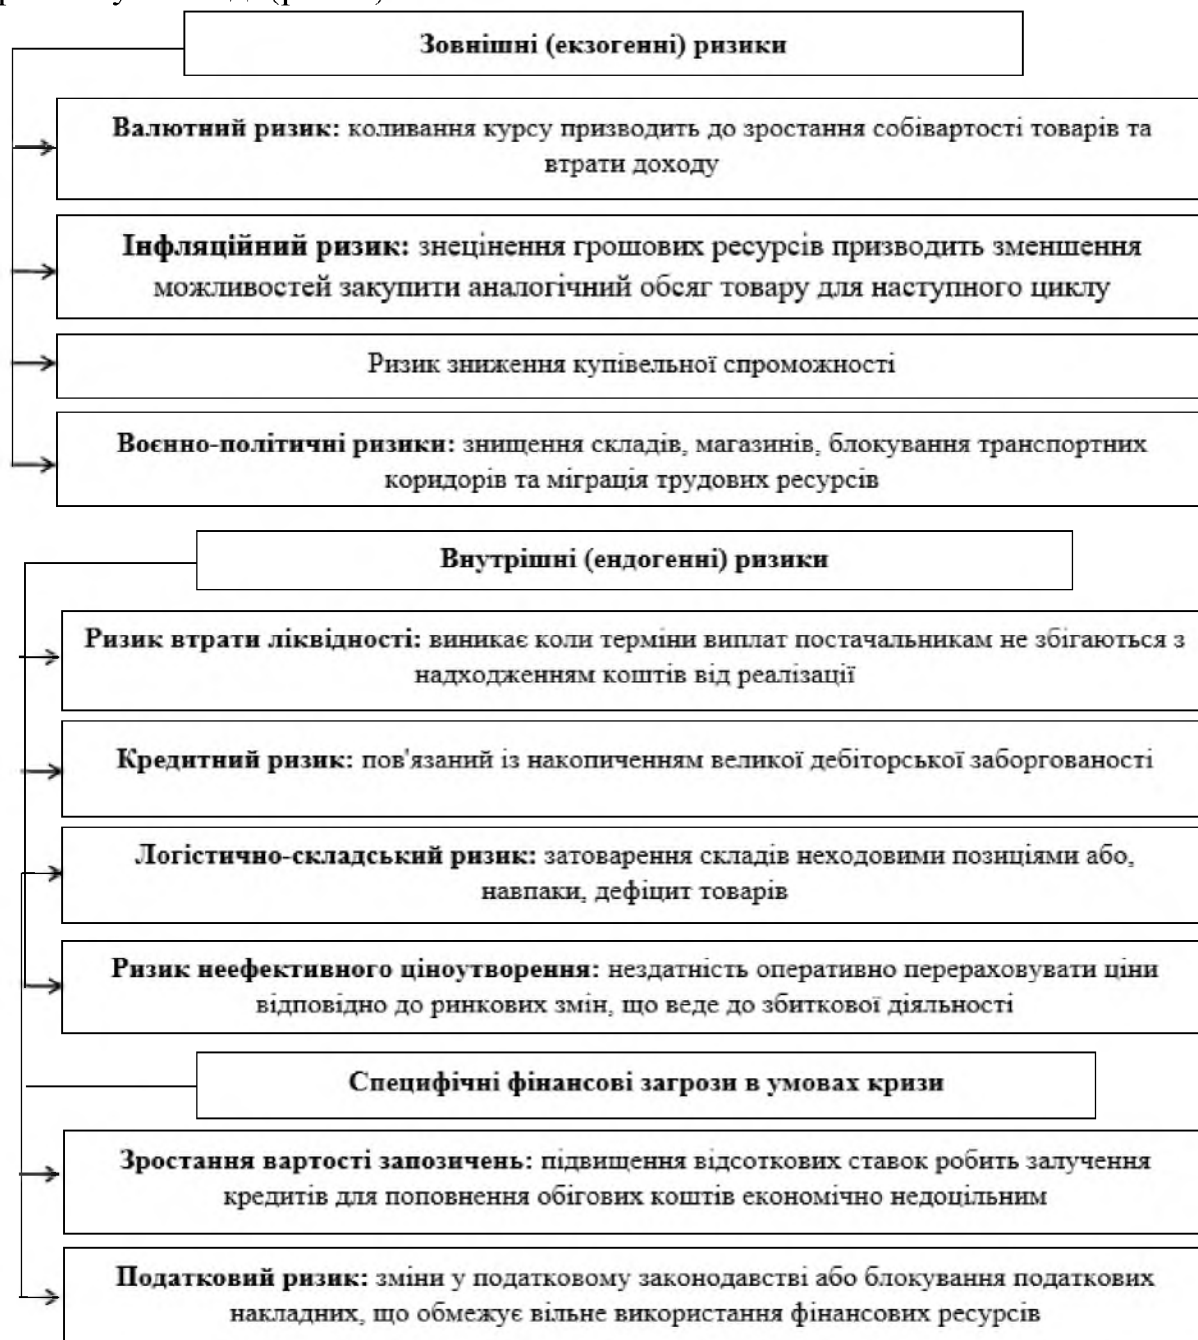 Зовнішні (екзогенні) ризики
Валютний ризик: коливання курсу призводить до зростання собівартості товарів та
втрати доходу
Інфляційний ризик: знецінення грошових ресурсів призводить зменшення
можливостей закупити аналогічний обсяг товару для наступного циклу
Ризик зниження купівельної спроможності
Воєнно-політичні ризики: знищення складів, магазинів, блокування транспортних
коридорів та міграція трудових ресурсів
Внутрішні (ендогенні) ризики
Ризик втрати ліквідності: виникає коли терміни виплат постачальникам не збігаються з
надходженням коштів від реалізації
Кредитний ризик: пов'язаний із накопиченням великої дебіторської заборгованості
Логістично-складський ризик: затоварення складів неходовими позиціями або,
навпаки, дефіцит товарів
Ризик неефективного ціноутворення: нездатність оперативно перераховувати ціни
відповідно до ринкових змін, що веде до збиткової діяльності
Специфічні фінансові загрози в умовах кризи
Зростання вартості запозичень: підвищення відсоткових ставок робить залучення
кредитів для поповнення обігових коштів економічно недоцільним
Податковий ризик: зміни у податковому законодавстві або блокування податкових
накладних, що обмежує вільне використання фінансових ресурсів